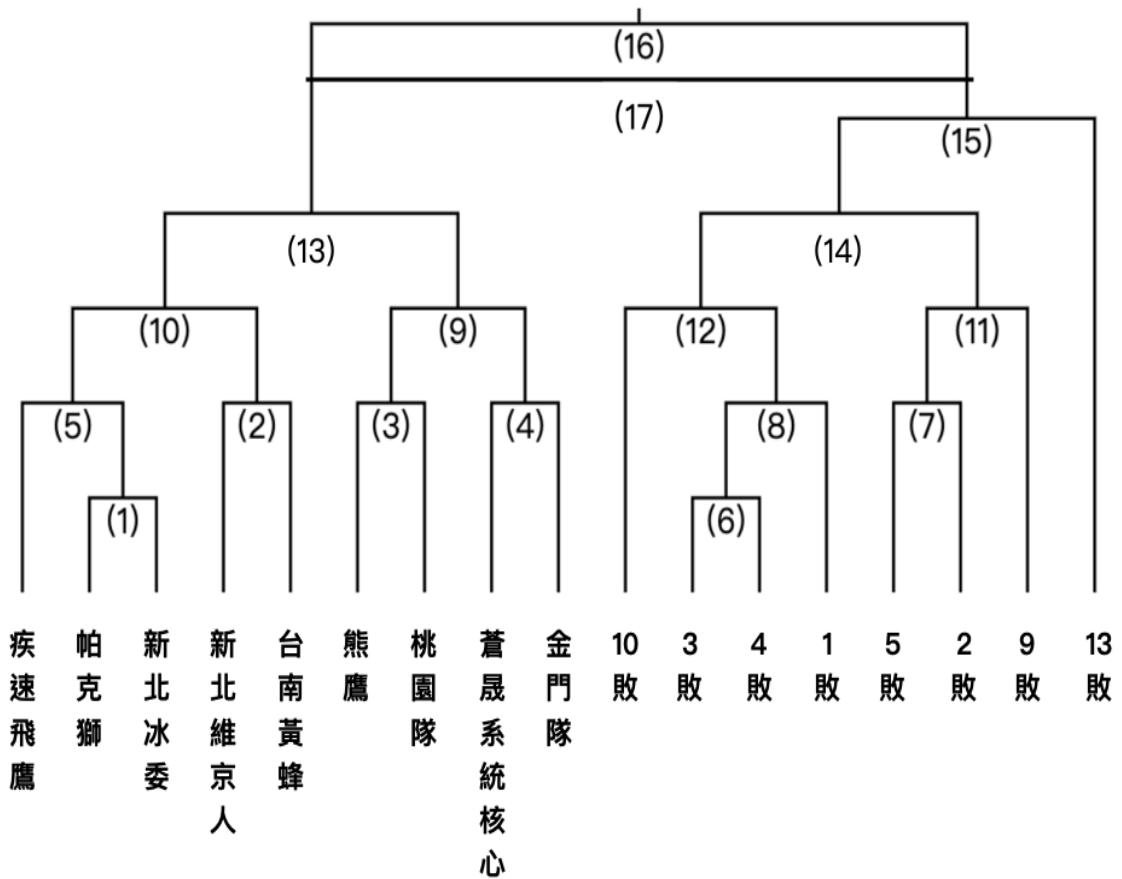 (16)
(17)
(15)
(13)
(14)
(10)
(9)
(12)
(11)
(5)
(2)
(3)
(4)
(8)
(7)
(1)
(6)
疾速飛鷹
帕克獅
新北冰委
新北維京人
台南黃蜂
熊鷹
桃園隊
蒼晟系統核心
金門隊
10敗
3敗
4敗
1敗
5敗
2敗
9敗
13敗